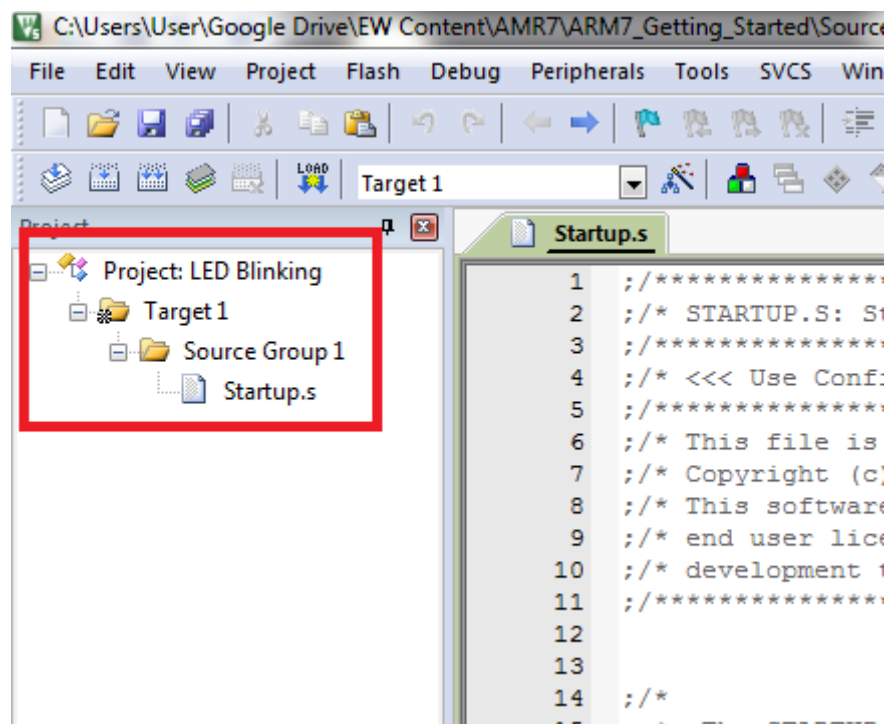 C:\Users\User\Google Drive\EW Content\AMR7\ARM7_Getting_Started\Source
File Edit View Project Flash Debug Peripherals Tools SVCS Win
LOAD
Target 1
Project
Startup.s
Project: LED Blinking
Target 1
Source Group 1
Startup.s
1 ;/***************
2 ;/* STARTUP.S: St
3 ;/***************
4 ;/* <<< Use Confi
5 ;/***************
6 ;/* This file is
7 ;/* Copyright (c)
8 ;/* This software
9 ;/* end user lice
10 ;/* development t
11 ;/***************
12
13
14 ;/*